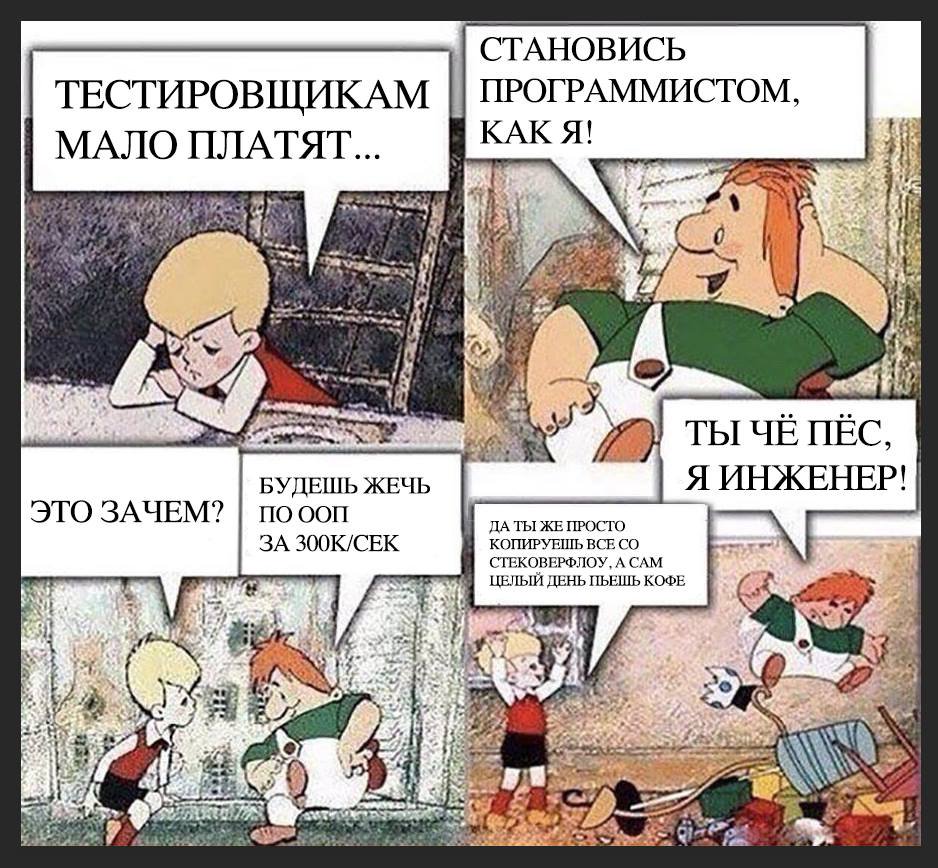 ТЕСТИРОВЩИКАМ
МАЛО ПЛАТЯТ...
СТАНОВИСЬ
ПРОГРАММИСТОМ,
КАК Я!
ЭТО ЗАЧЕМ?
БУДЕШЬ ЖЕЧЬ
ПО ООП
ЗА 300К/СЕК
ДА ТЫ ЖЕ ПРОСТО
КОПИРУЕШЬ ВСЕ СО
СТЕКОВЕРФЛОУ, А САМ
ЦЕЛЫЙ ДЕНЬ ПЬЕШЬ КОФЕ
ТЫ ЧЁ ПЁС,
Я ИНЖЕНЕР!